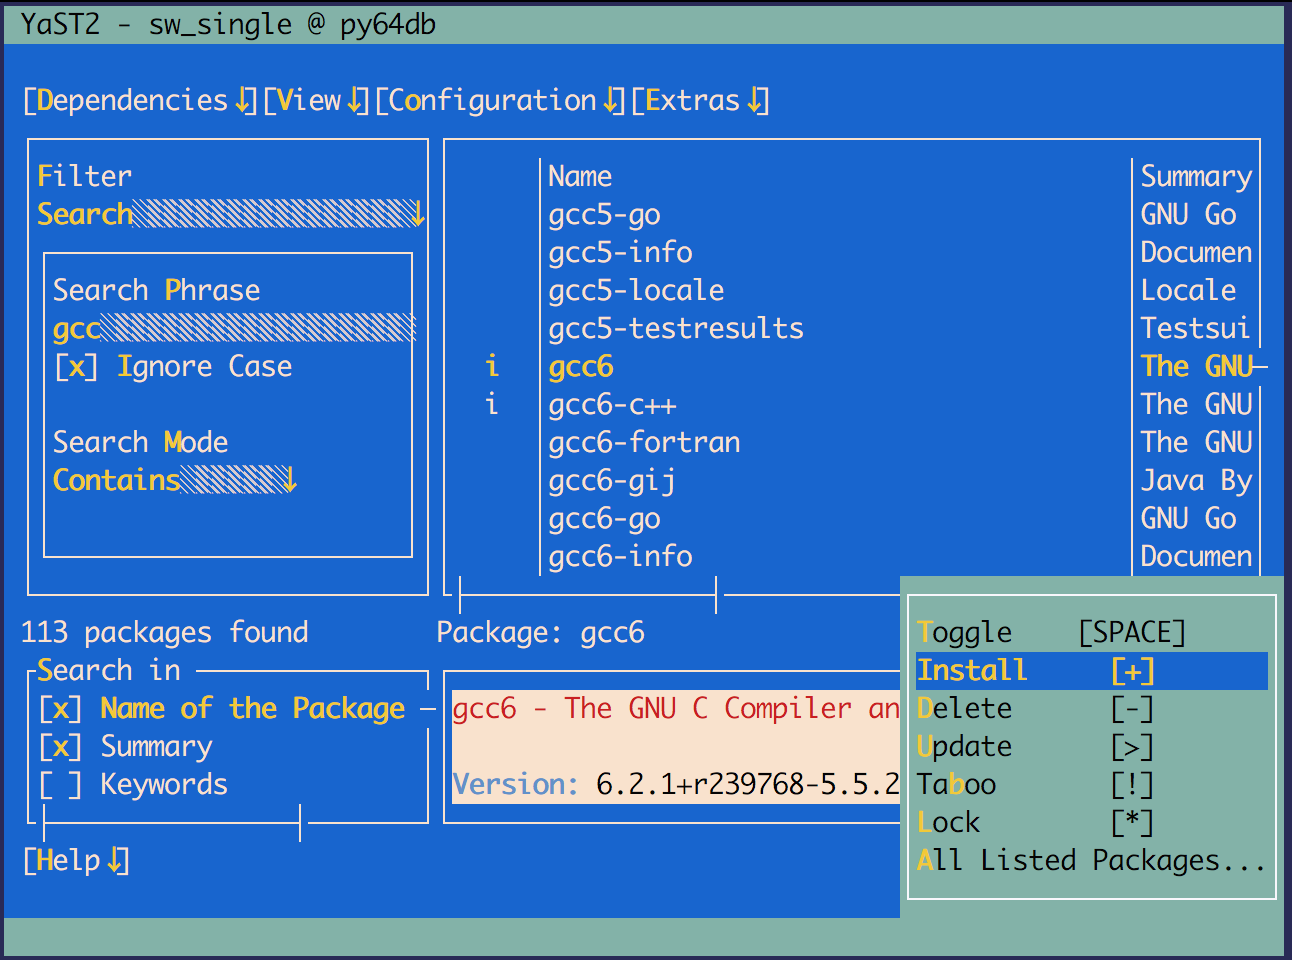 YaST2 - sw_single @ py64db
[Dependencies↓][View↓][Configuration↓][Extras↓]
Filter
Search↓
Search Phrase
gcc
[x] Ignore Case
Search Mode
Contains↓
Name Summary
gcc5-go GNU Go
gcc5-info Documen
gcc5-locale Locale
gcc5-testresults Testsui
i gcc6 The GNU
i gcc6-c++ The GNU
gcc6-fortran The GNU
gcc6-gij Java By
gcc6-go GNU Go
gcc6-info Documen
113 packages found
Search in
[x] Name of the Package
[x] Summary
[ ] Keywords
Package: gcc6
gcc6 - The GNU C Compiler an
Version: 6.2.1+r239768-5.5.2
Toggle [SPACE]
Install [+]
Delete [-]
Update [>]
Taboo [!]
Lock [*]
All Listed Packages...
[Help↓]